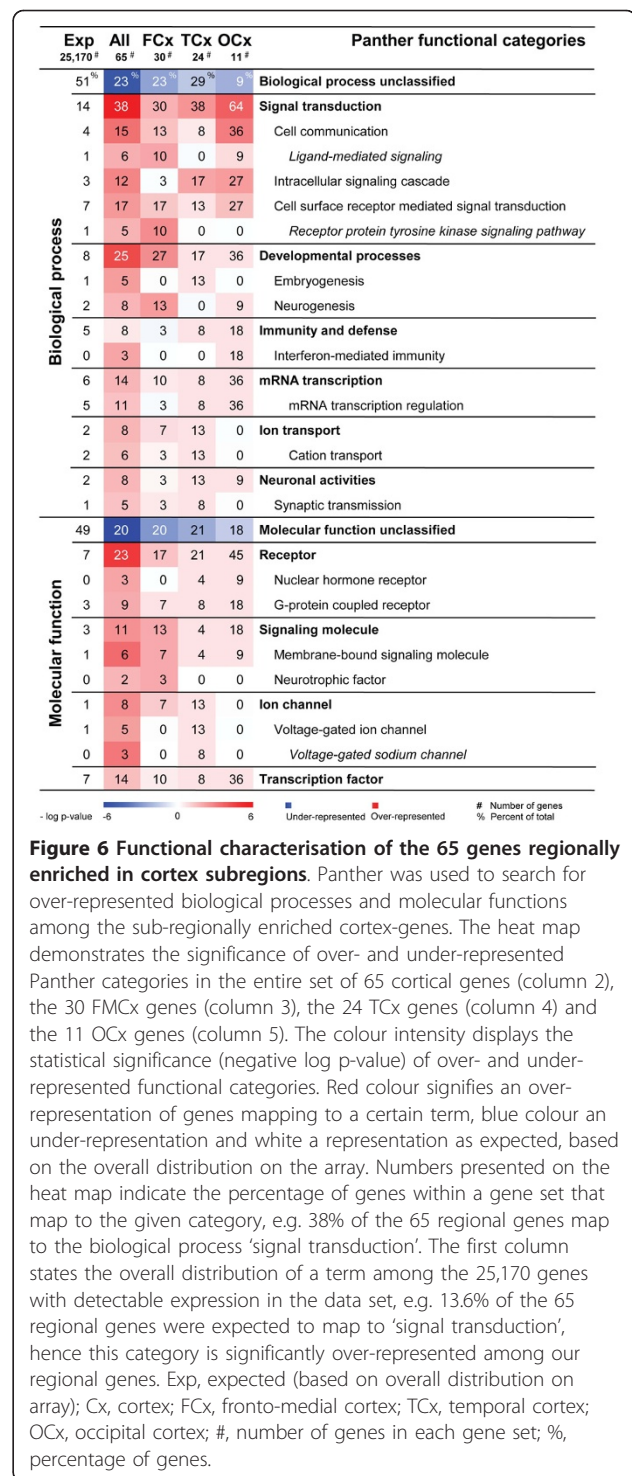 Exp All FCx TCx OCx Panther functional categories
25,170 # 65 # 30 # 24 # 11 #
51% 23% 23% 29% 9% Biological process unclassified
14 38 30 38 64 Signal transduction
4 15 13 8 36 Cell communication
1 6 10 0 9 Ligand-mediated signaling
3 12 3 17 27 Intracellular signaling cascade
7 17 17 13 27 Cell surface receptor mediated signal transduction
1 5 10 0 0 Receptor protein tyrosine kinase signaling pathway
8 25 27 17 36 Developmental processes
1 5 0 13 0 Embryogenesis
2 8 13 0 9 Neurogenesis
5 8 3 8 18 Immunity and defense
0 3 0 0 18 Interferon-mediated immunity
6 14 10 8 36 mRNA transcription
5 11 3 8 36 mRNA transcription regulation
2 8 7 13 0 Ion transport
2 6 3 13 0 Cation transport
2 8 3 13 9 Neuronal activities
1 5 3 8 0 Synaptic transmission
Biological process
49 20 20 21 18 Molecular function unclassified
7 23 17 21 45 Receptor
0 3 0 4 9 Nuclear hormone receptor
3 9 7 8 18 G-protein coupled receptor
3 11 13 4 18 Signaling molecule
1 6 7 4 9 Membrane-bound signaling molecule
0 2 3 0 0 Neurotrophic factor
1 8 7 13 0 Ion channel
1 5 0 13 0 Voltage-gated ion channel
0 3 0 8 0 Voltage-gated sodium channel
7 14 10 8 36 Transcription factor
Molecular function
- log p-value -6 0 6 Under-represented Over-represented # Number of genes
% Percent of total
Figure 6 Functional characterisation of the 65 genes regionally
enriched in cortex subregions. Panther was used to search for
over-represented biological processes and molecular functions
among the sub-regionally enriched cortex-genes. The heat map
demonstrates the significance of over- and under-represented
Panther categories in the entire set of 65 cortical genes (column 2),
the 30 FMCx genes (column 3), the 24 TCx genes (column 4) and
the 11 OCx genes (column 5). The colour intensity displays the
statistical significance (negative log p-value) of over- and under-
represented functional categories. Red colour signifies an over-
representation of genes mapping to a certain term, blue colour an
under-representation and white a representation as expected, based
on the overall distribution on the array. Numbers presented on the
heat map indicate the percentage of genes within a gene set that
map to the given category, e.g. 38% of the 65 regional genes map
to the biological process ‘signal transduction’. The first column
states the overall distribution of a term among the 25,170 genes
with detectable expression in the data set, e.g. 13.6% of the 65
regional genes were expected to map to ‘signal transduction’,
hence this category is significantly over-represented among our
regional genes. Exp, expected (based on overall distribution on
array); Cx, cortex; FCx, fronto-medial cortex; TCx, temporal cortex;
OCx, occipital cortex; #, number of genes in each gene set; %,
percentage of genes.